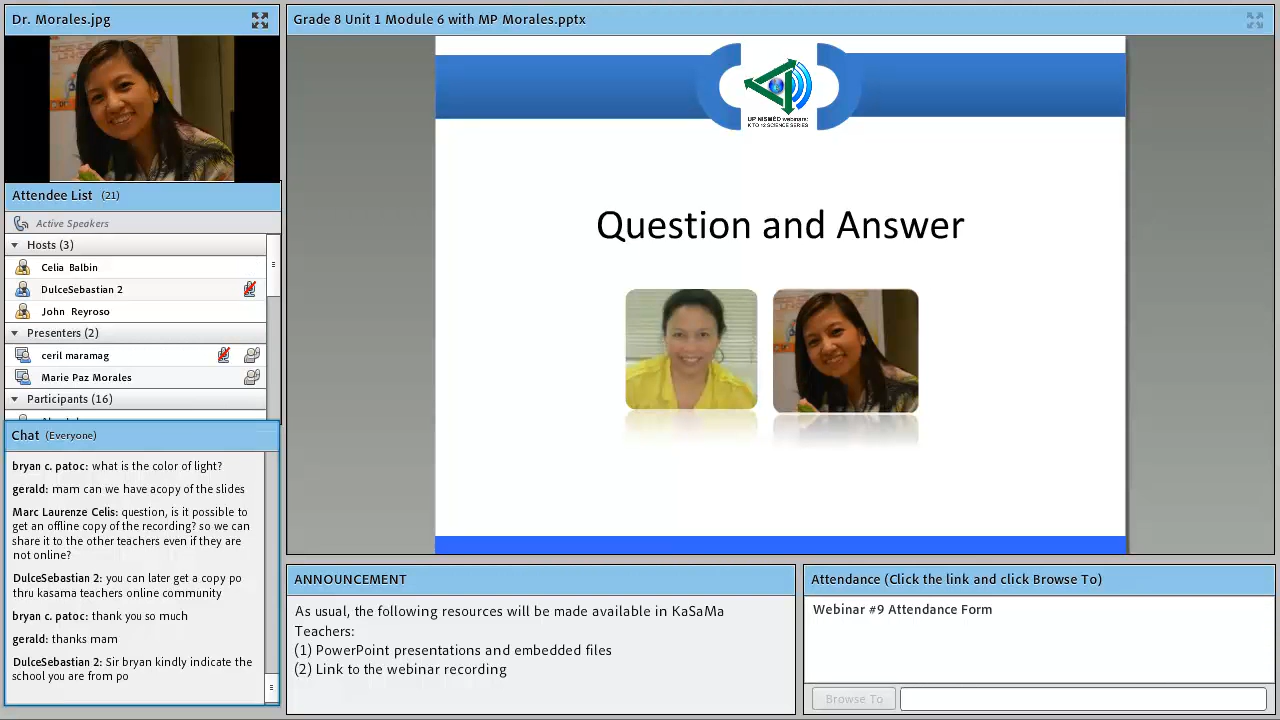 Dr. Morales.jpg
Attendee List (21)
Active Speakers
Hosts (3)
Celia Balbin
DulceSebastian 2
John Reyroso
Presenters (2)
ceril maramag
Marie Paz Morales
Participants (16)
Chat (Everyone)
bryan c. patoc: what is the color of light?
gerald: mam can we have acopy of the slides
Marc Laurenze Celis: question, is it possible to
get an offline copy of the recording? so we can
share it to the other teachers even if they are
not online?
DulceSebastian 2: you can later get a copy po
thru kasama teachers online community
bryan c. patoc: thank you so much
gerald: thanks mam
DulceSebastian 2: Sir bryan kindly indicate the
school you are from po
Grade 8 Unit 1 Module 6 with MP Morales.pptx
UP NISMED WEBINAR:
K TO 12 SCIENCE SERIES
Question and Answer
ANNOUNCEMENT
As usual, the following resources will be made available in KaSaMa
Teachers:
(1) PowerPoint presentations and embedded files
(2) Link to the webinar recording
Attendance (Click the link and click Browse To)
Webinar #9 Attendance Form
Browse To